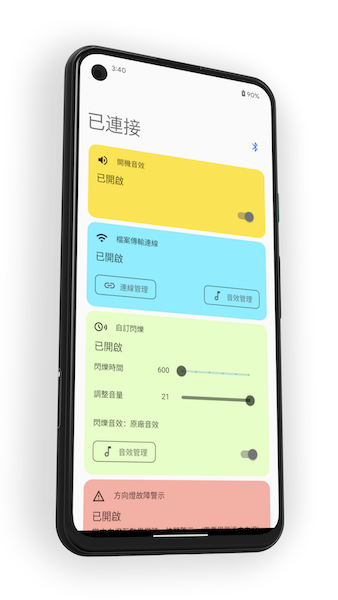 3:40
90%
已連接
開機音效
已開啟
檔案傳輸連線
已開啟
連線管理
音效管理
自訂閃爍
已開啟
閃爍時間 600
調整音量 21
閃爍音效：原廠音效
音效管理
方向燈故障警示
已開啟